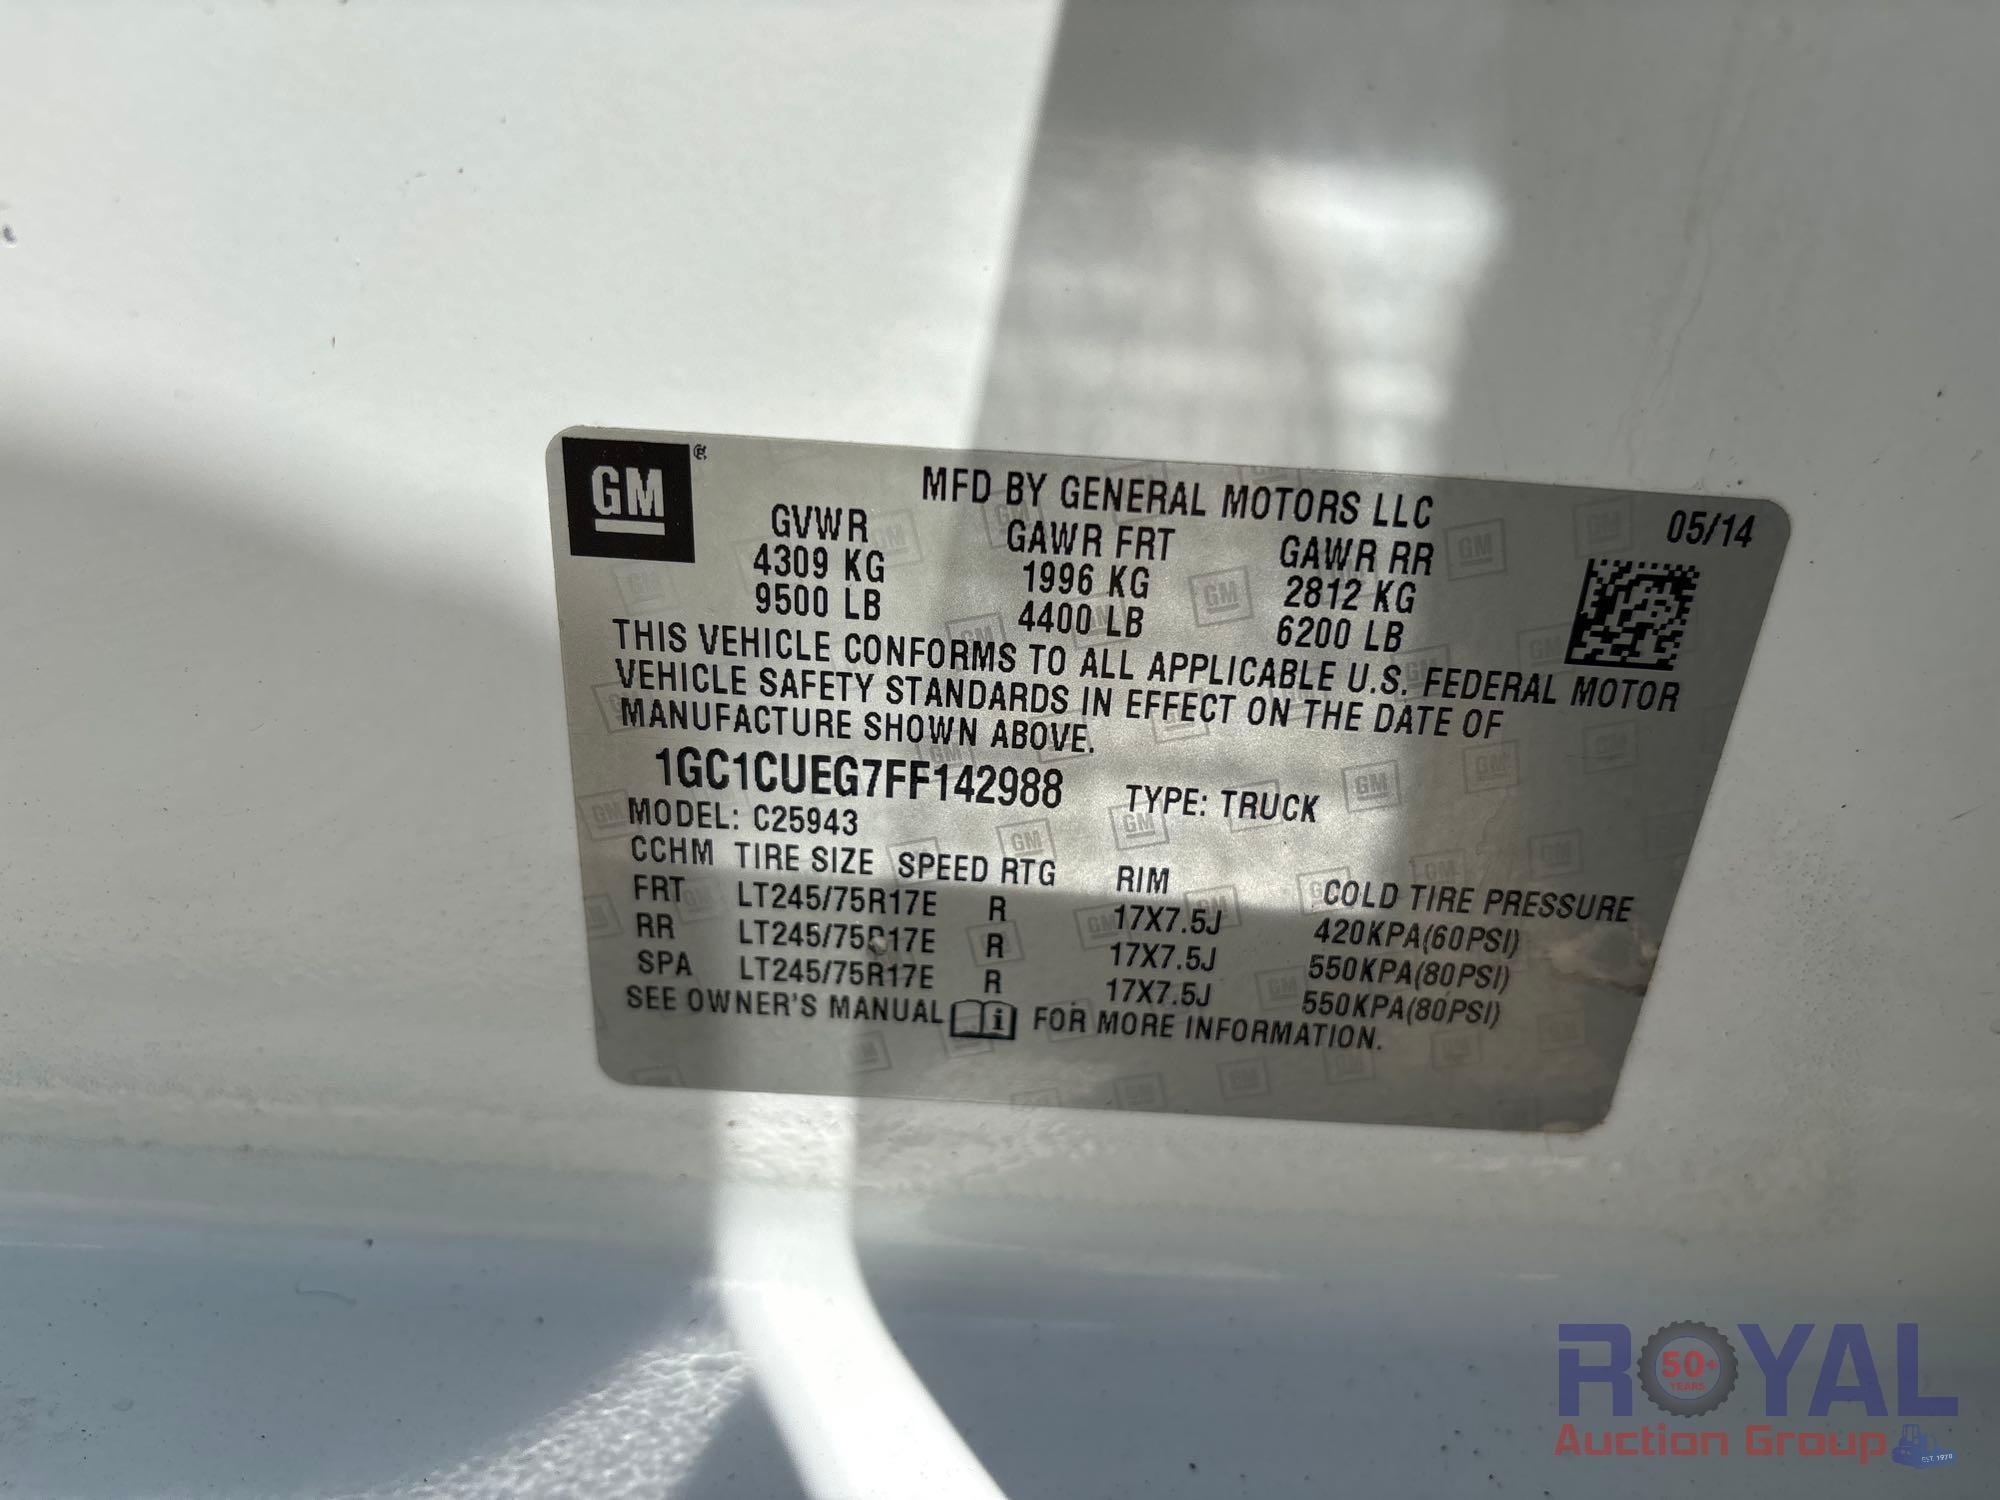 GM
MFD BY GENERAL MOTORS LLC
05/14
GVWR GAWR FRT GAWR RR
4309 KG 1996 KG 2812 KG
9500 LB 4400 LB 6200 LB
THIS VEHICLE CONFORMS TO ALL APPLICABLE U.S. FEDERAL MOTOR
VEHICLE SAFETY STANDARDS IN EFFECT ON THE DATE OF
MANUFACTURE SHOWN ABOVE.
1GC1CUEG7FF142988 TYPE: TRUCK
MODEL: C25943
CCHM TIRE SIZE SPEED RTG RIM COLD TIRE PRESSURE
FRT LT245/75R17E R 17X7.5J 420KPA(60PSI)
RR LT245/75R17E R 17X7.5J 550KPA(80PSI)
SPA LT245/75R17E R 17X7.5J 550KPA(80PSI)
SEE OWNER'S MANUAL i FOR MORE INFORMATION.
ROYAL
50+
YEARS
Auction Group
EST. 1970